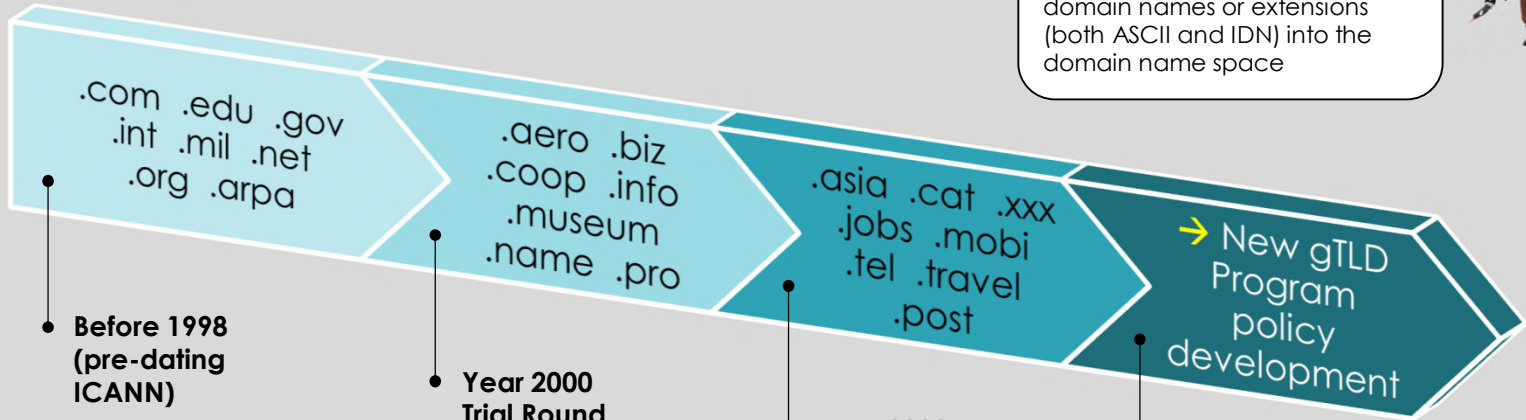 domain names or extensions
(both ASCII and IDN) into the
domain name space
.com .edu .gov
.int .mil .net
.org .arpa
.aero .biz
.coop .info
.museum
.name .pro
.asia .cat .xxx
.jobs .mobi
.tel .travel
.post
→ New gTLD
Program
policy
development
Before 1998
(pre-dating
ICANN)
Year 2000
Trial Round